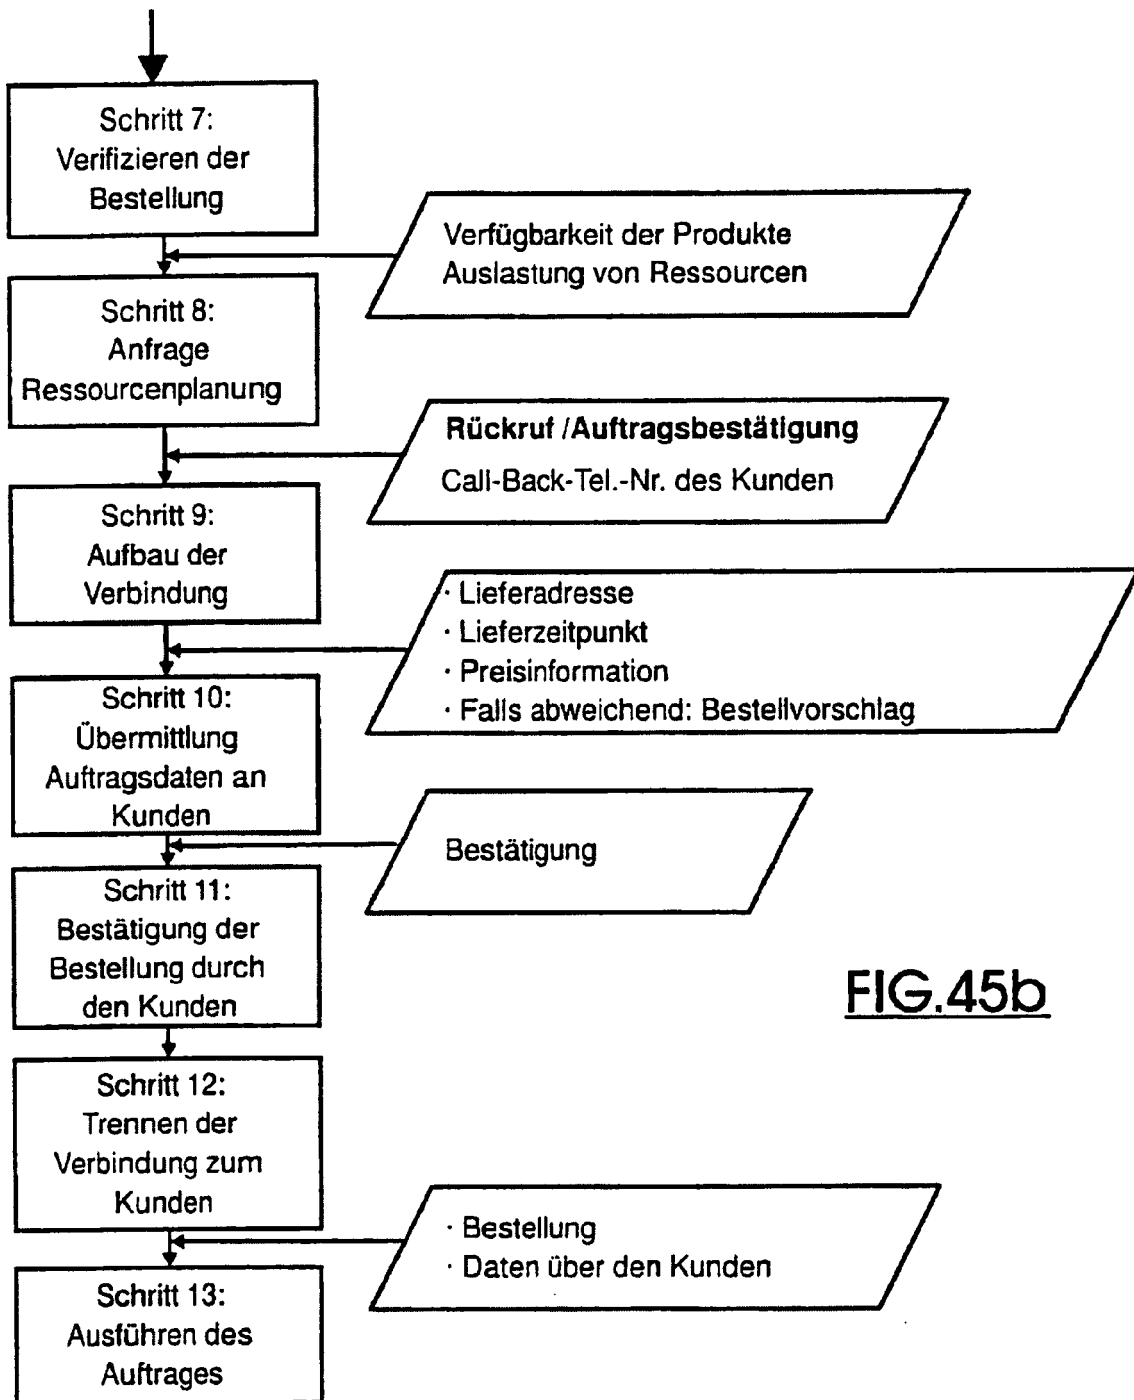 Schritt 7:
Verifizieren der
Bestellung
Verfügbarkeit der Produkte
Auslastung von Ressourcen
Schritt 8:
Anfrage
Ressourcenplanung
Rückruf /Auftragsbestätigung
Call-Back-Tel.-Nr. des Kunden
Schritt 9:
Aufbau der
Verbindung
· Lieferadresse
· Lieferzeitpunkt
· Preisinformation
· Falls abweichend: Bestellvorschlag
Schritt 10:
Übermittlung
Auftragsdaten an
Kunden
Bestätigung
Schritt 11:
Bestätigung der
Bestellung durch
den Kunden
FIG.45b
Schritt 12:
Trennen der
Verbindung zum
Kunden
· Bestellung
· Daten über den Kunden
Schritt 13:
Ausführen des
Auftrages